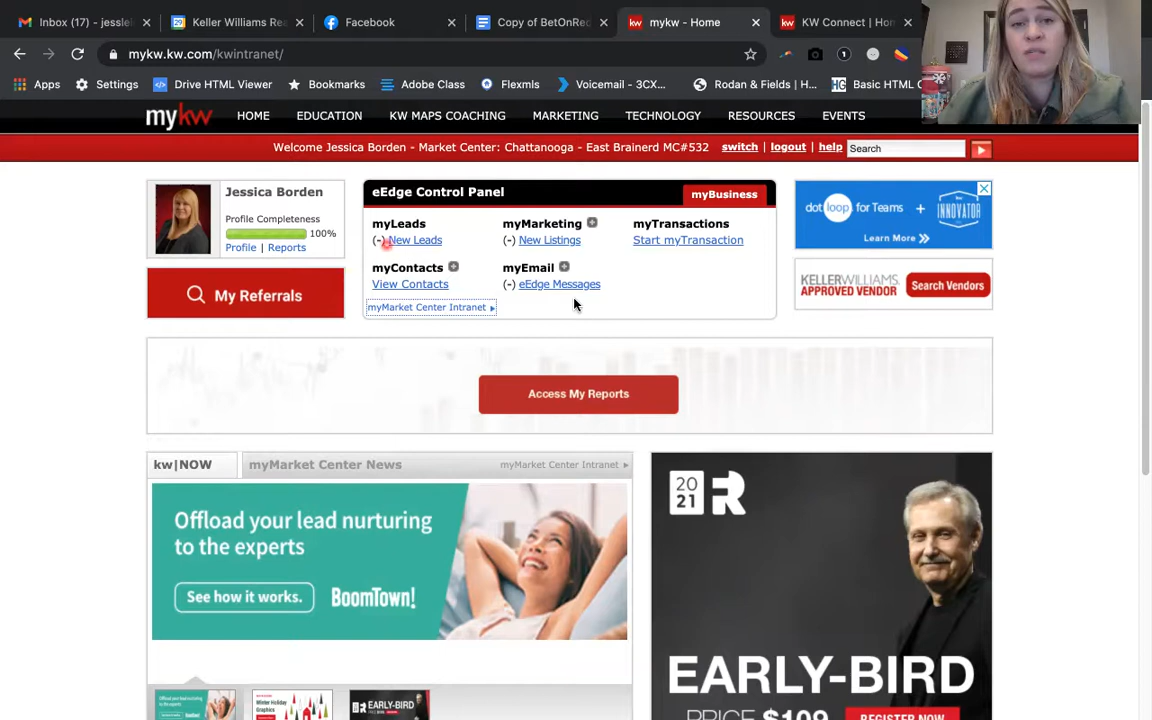 Inbox (17) - jessle
Keller Williams Rea
Facebook
Copy of BetOnRed
mykw - Home
KW Connect | Hom
mykw.kw.com/kwintranet/
Apps
Settings
Drive HTML Viewer
Bookmarks
Adobe Class
Flexmls
Voicemail - 3CX...
Rodan & Fields | H...
Basic HTML C
mykw
HOME
EDUCATION
KW MAPS COACHING
MARKETING
TECHNOLOGY
RESOURCES
EVENTS
Welcome Jessica Borden - Market Center: Chattanooga - East Brainerd MC#532
switch | logout | help
Search
Jessica Borden
Profile Completeness
100%
Profile | Reports
My Referrals
eEdge Control Panel
myBusiness
myLeads
(-) New Leads
myMarketing
(-) New Listings
myTransactions
Start myTransaction
myContacts
View Contacts
myEmail
(-) eEdge Messages
myMarket Center Intranet
dotloop for Teams + INNOVATOR
Learn More
KELLERWILLIAMS
APPROVED VENDOR
Search Vendors
Access My Reports
kw|NOW
myMarket Center News
myMarket Center Intranet
Offload your lead nurturing
to the experts
See how it works.
BOOMTOWN!
20
21
FR
EARLY-BIRD
PRICE $109
REGISTER NOW